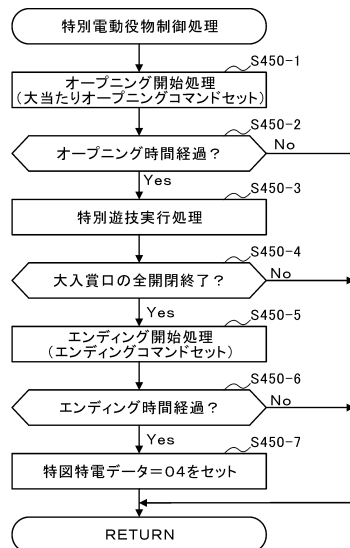 特別電動役物制御処理
S450-1
オープニング開始処理
(大当たりオープニングコマンドセット)
S450-2
オープニング時間経過？
No
Yes
S450-3
特別遊技実行処理
S450-4
大入賞口の全開閉終了？
No
Yes
S450-5
エンディング開始処理
(エンディングコマンドセット)
S450-6
エンディング時間経過？
No
Yes
S450-7
特図特電データ＝０４をセット
RETURN